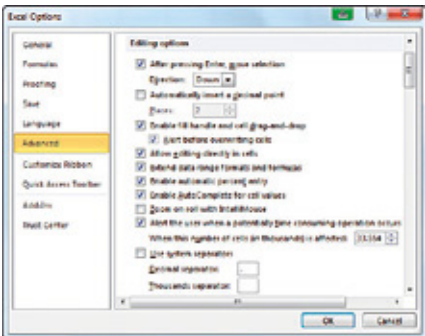 Excel Options
General
Formulas
Proofing
Save
Language
Advanced
Customize Ribbon
Quick Access Toolbar
Add-Ins
Trust Center
Editing options
After pressing Enter, move selection
Direction: Down
Automatically insert a decimal point
Places: 2
Enable fill handle and cell drag-and-drop
Alert before overwriting cells
Allow editing directly in cells
Extend data range formats and formulas
Enable automatic percent entry
Enable AutoComplete for cell values
Zoom on roll with IntelliMouse
Alert the user when a potentially time consuming operation occurs
When this number of cells (in thousands) is affected: 33,554
Use system separators
Decimal separator: .
Thousands separator: ,
OK Cancel